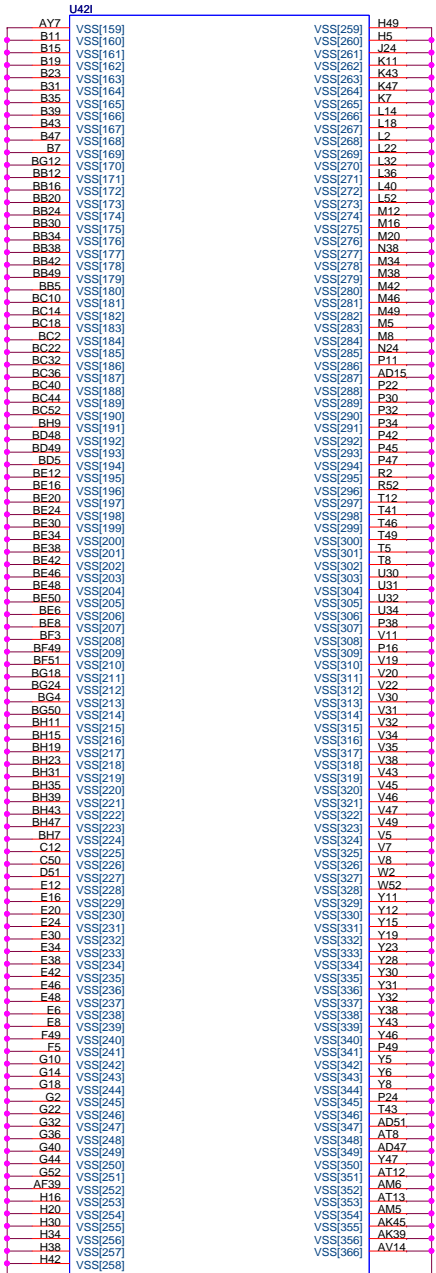 U42I
AY7 VSS[159] VSS[259] H49
B11 VSS[160] VSS[260] H5
B15 VSS[161] VSS[261] J24
B19 VSS[162] VSS[262] K11
B23 VSS[163] VSS[263] K43
B31 VSS[164] VSS[264] K47
B35 VSS[165] VSS[265] K7
B39 VSS[166] VSS[266] L14
B43 VSS[167] VSS[267] L18
B47 VSS[168] VSS[268] L2
B7 VSS[169] VSS[269] L22
BG12 VSS[170] VSS[270] L32
BB12 VSS[171] VSS[271] L36
BB16 VSS[172] VSS[272] L40
BB20 VSS[173] VSS[273] L52
BB24 VSS[174] VSS[274] M12
BB30 VSS[175] VSS[275] M16
BB34 VSS[176] VSS[276] M20
BB38 VSS[177] VSS[277] N38
BB42 VSS[178] VSS[278] M34
BB49 VSS[179] VSS[279] M38
BB5 VSS[180] VSS[280] M42
BC10 VSS[181] VSS[281] M46
BC14 VSS[182] VSS[282] M49
BC18 VSS[183] VSS[283] M5
BC2 VSS[184] VSS[284] M8
BC22 VSS[185] VSS[285] N24
BC32 VSS[186] VSS[286] P11
BC36 VSS[187] VSS[287] AD15
BC40 VSS[188] VSS[288] P22
BC44 VSS[189] VSS[289] P30
BC52 VSS[190] VSS[290] P32
BH9 VSS[191] VSS[291] P34
BD48 VSS[192] VSS[292] P42
BD49 VSS[193] VSS[293] P45
BD5 VSS[194] VSS[294] P47
BE12 VSS[195] VSS[295] R2
BE16 VSS[196] VSS[296] R52
BE20 VSS[197] VSS[297] T12
BE24 VSS[198] VSS[298] T41
BE30 VSS[199] VSS[299] T46
BE34 VSS[200] VSS[300] T49
BE38 VSS[201] VSS[301] T5
BE42 VSS[202] VSS[302] T8
BE46 VSS[203] VSS[303] U30
BE48 VSS[204] VSS[304] U31
BE50 VSS[205] VSS[305] U32
BE6 VSS[206] VSS[306] U34
BE8 VSS[207] VSS[307] P38
BF3 VSS[208] VSS[308] V11
BF49 VSS[209] VSS[309] P16
BF51 VSS[210] VSS[310] V19
BG18 VSS[211] VSS[311] V20
BG24 VSS[212] VSS[312] V22
BG4 VSS[213] VSS[313] V30
BG50 VSS[214] VSS[314] V31
BH11 VSS[215] VSS[315] V32
BH15 VSS[216] VSS[316] V34
BH19 VSS[217] VSS[317] V35
BH23 VSS[218] VSS[318] V38
BH31 VSS[219] VSS[319] V43
BH35 VSS[220] VSS[320] V45
BH39 VSS[221] VSS[321] V46
BH43 VSS[222] VSS[322] V47
BH47 VSS[223] VSS[323] V49
BH7 VSS[224] VSS[324] V5
C12 VSS[225] VSS[325] V7
C50 VSS[226] VSS[326] V8
D51 VSS[227] VSS[327] W2
E12 VSS[228] VSS[328] W52
E16 VSS[229] VSS[329] Y11
E20 VSS[230] VSS[330] Y12
E24 VSS[231] VSS[331] Y15
E30 VSS[232] VSS[332] Y19
E34 VSS[233] VSS[333] Y23
E38 VSS[234] VSS[334] Y28
E42 VSS[235] VSS[335] Y30
E46 VSS[236] VSS[336] Y31
E48 VSS[237] VSS[337] Y32
E6 VSS[238] VSS[338] Y38
E8 VSS[239] VSS[339] Y43
F49 VSS[240] VSS[340] Y46
F5 VSS[241] VSS[341] P49
G10 VSS[242] VSS[342] Y5
G14 VSS[243] VSS[343] Y6
G18 VSS[244] VSS[344] Y8
G2 VSS[245] VSS[345] P24
G22 VSS[246] VSS[346] T43
G32 VSS[247] VSS[347] AD51
G36 VSS[248] VSS[348] AT8
G40 VSS[249] VSS[349] AD47
G44 VSS[250] VSS[350] Y47
G52 VSS[251] VSS[351] AT12
AF39 VSS[252] VSS[352] AM6
H16 VSS[253] VSS[353] AT13
H20 VSS[254] VSS[354] AM5
H30 VSS[255] VSS[355] AK45
H34 VSS[256] VSS[356] AK39
H38 VSS[257] VSS[366] AV14
H42 VSS[258]